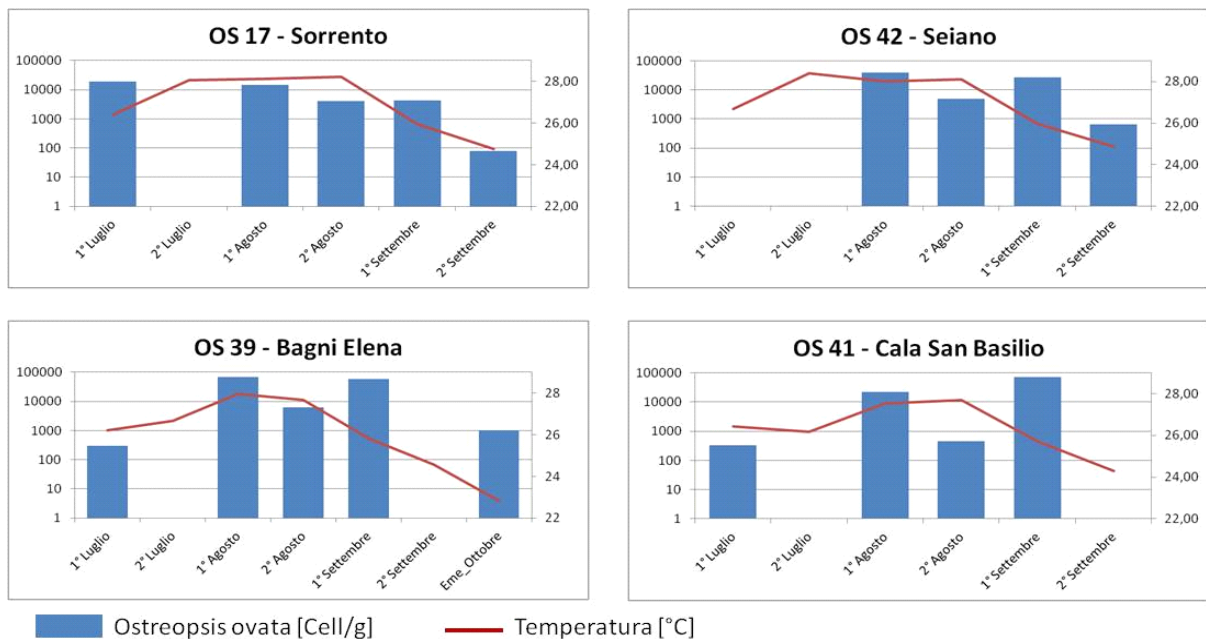 OS 17 - Sorrento
100000
10000
1000
100
10
1
28,00
26,00
24,00
22,00
1° Luglio
2° Luglio
1° Agosto
2° Agosto
1° Settembre
2° Settembre
OS 42 - Seiano
100000
10000
1000
100
10
1
28,00
26,00
24,00
22,00
1° Luglio
2° Luglio
1° Agosto
2° Agosto
1° Settembre
2° Settembre
OS 39 - Bagni Elena
100000
10000
1000
100
10
1
28
26
24
22
1° Luglio
2° Luglio
1° Agosto
2° Agosto
1° Settembre
2° Settembre
Eme_Ottobre
OS 41 - Cala San Basilio
100000
10000
1000
100
10
1
28,00
26,00
24,00
22,00
1° Luglio
2° Luglio
1° Agosto
2° Agosto
1° Settembre
2° Settembre
Ostreopsis ovata [Cell/g] Temperatura [°C]